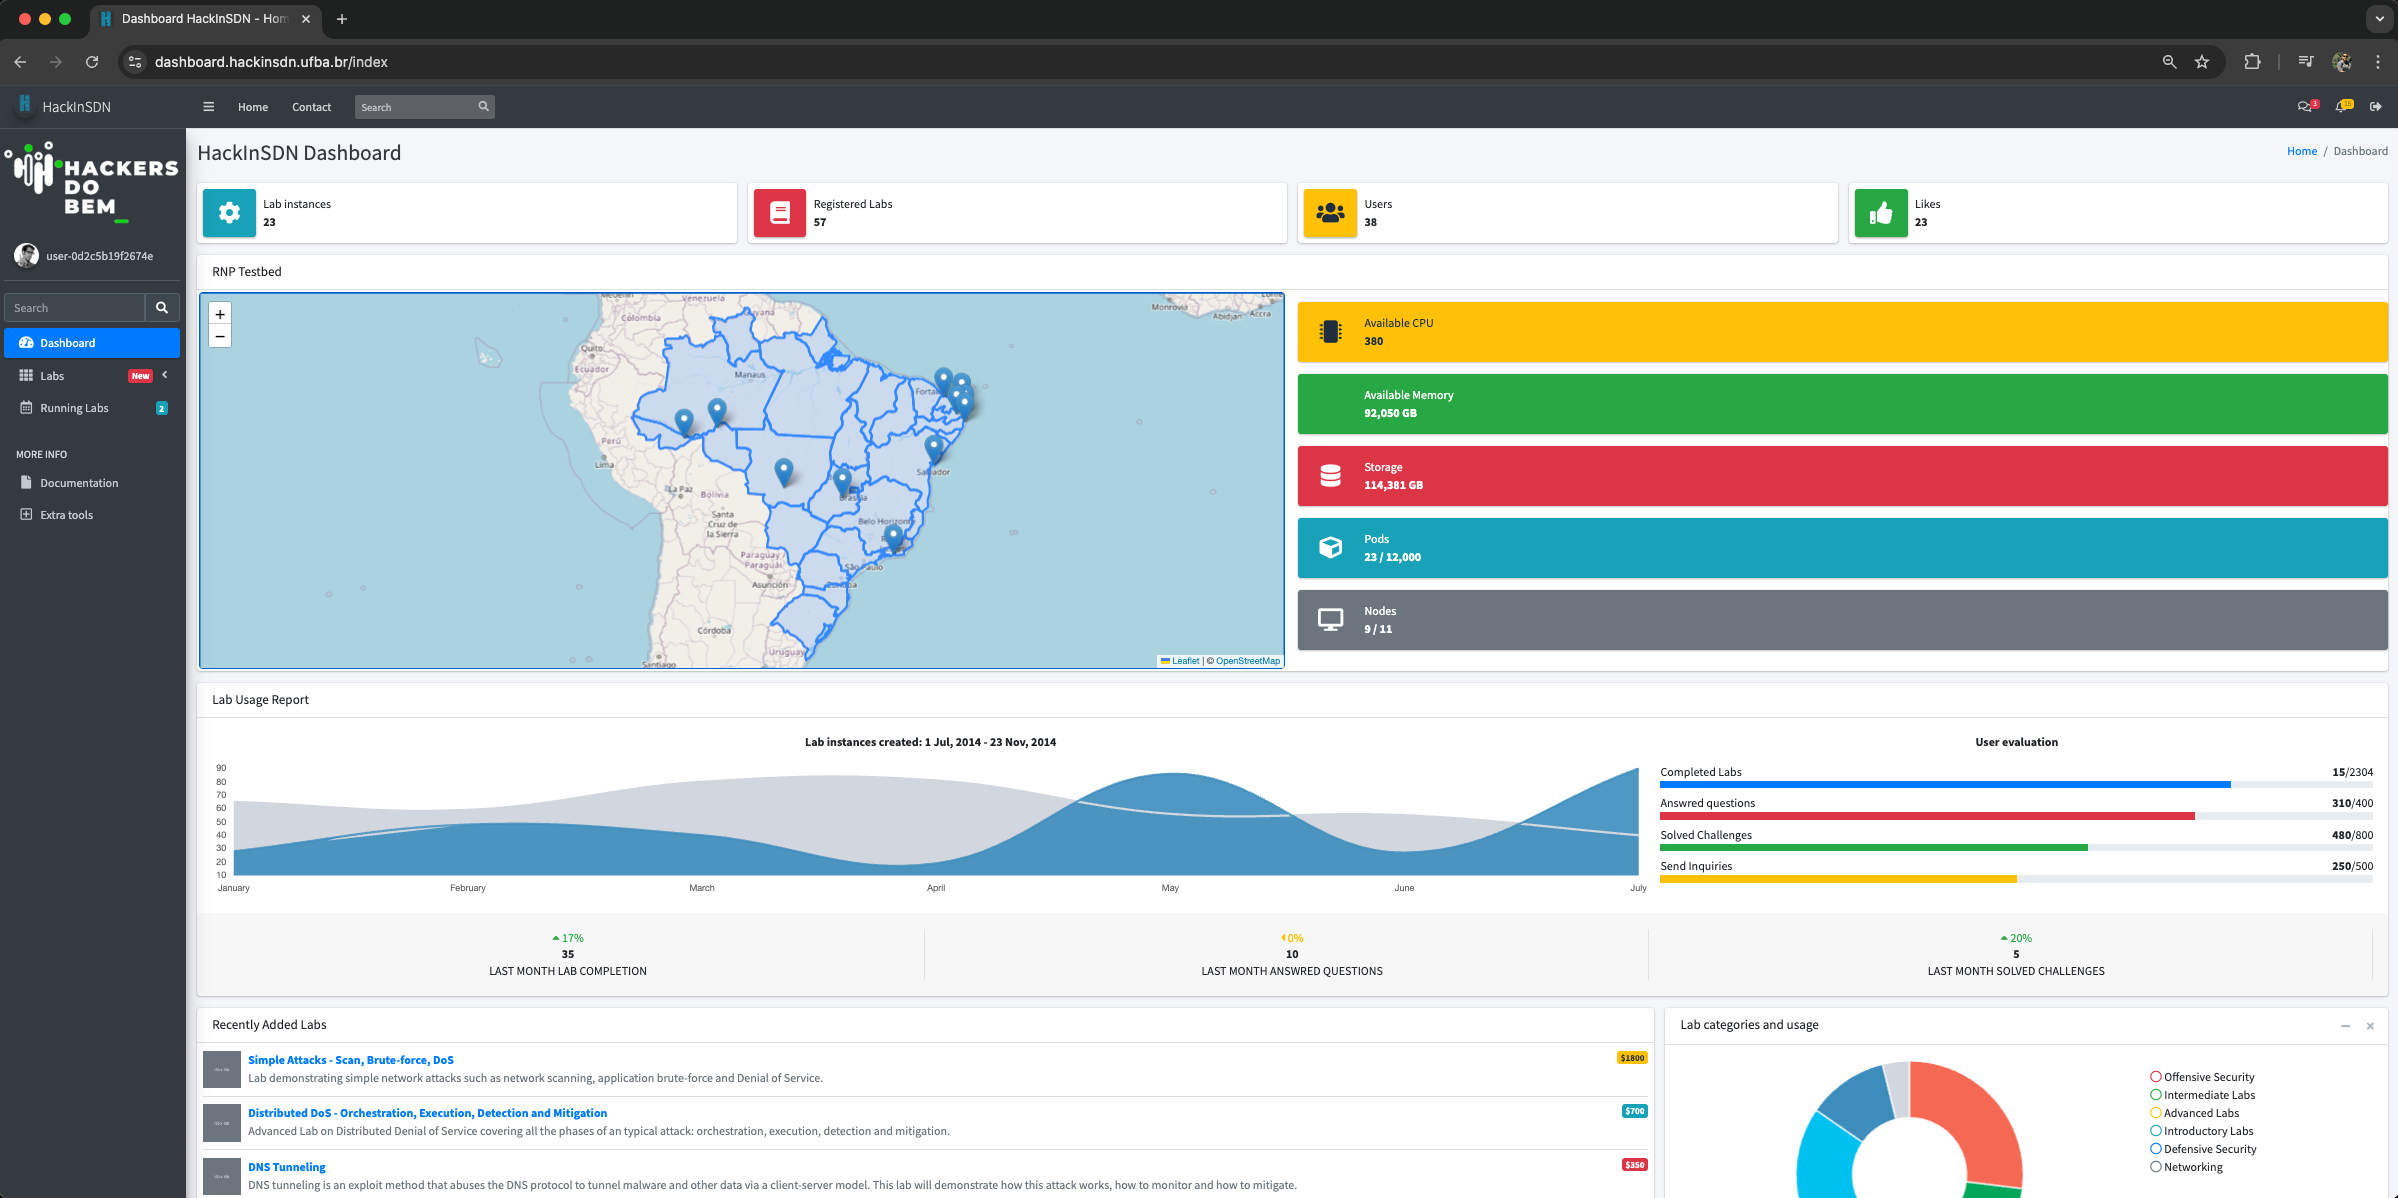 Dashboard HackInSDN - Hom
dashboard.hackinsdn.ufba.br/index
HackInSDN
Home
Contact
Search
3
15
HACKERS
DO
BEM_
user-0d2c5b19f2674e
Search
Dashboard
Labs
New
Running Labs
2
MORE INFO
Documentation
Extra tools
HackInSDN Dashboard
Home / Dashboard
Lab instances
23
Registered Labs
57
Users
38
Likes
23
RNP Testbed
+
−
Venezuela
Colombia
Guyana
Quito
Ecuador
Manaus
Perú
Lima
La Paz
Bolivia
Santa
Cruz de
la Sierra
Paraguay /
Paraguái
Asunción
Belo Horizonte
Salvador
Brasília
São Paulo
Curitiba
Córdoba
Uruguay
Santiago
Monrovia
Abidjan
Accra
Leaflet | © OpenStreetMap
Available CPU
380
Available Memory
92,050 GB
Storage
114,381 GB
Pods
23 / 12,000
Nodes
9 / 11
Lab Usage Report
Lab instances created: 1 Jul, 2014 - 23 Nov, 2014
90
80
70
60
50
40
30
20
10
January
February
March
April
May
June
July
User evaluation
Completed Labs
15/2304
Answred questions
310/400
Solved Challenges
480/800
Send Inquiries
250/500
17%
35
LAST MONTH LAB COMPLETION
0%
10
LAST MONTH ANSWRED QUESTIONS
20%
5
LAST MONTH SOLVED CHALLENGES
Recently Added Labs
Simple Attacks - Scan, Brute-force, DoS
$1800
Lab demonstrating simple network attacks such as network scanning, application brute-force and Denial of Service.
Distributed DoS - Orchestration, Execution, Detection and Mitigation
$700
Advanced Lab on Distributed Denial of Service covering all the phases of an typical attack: orchestration, execution, detection and mitigation.
DNS Tunneling
$350
DNS tunneling is an exploit method that abuses the DNS protocol to tunnel malware and other data via a client-server model. This lab will demonstrate how this attack works, how to monitor and how to mitigate.
Lab categories and usage
Offensive Security
Intermediate Labs
Advanced Labs
Introductory Labs
Defensive Security
Networking